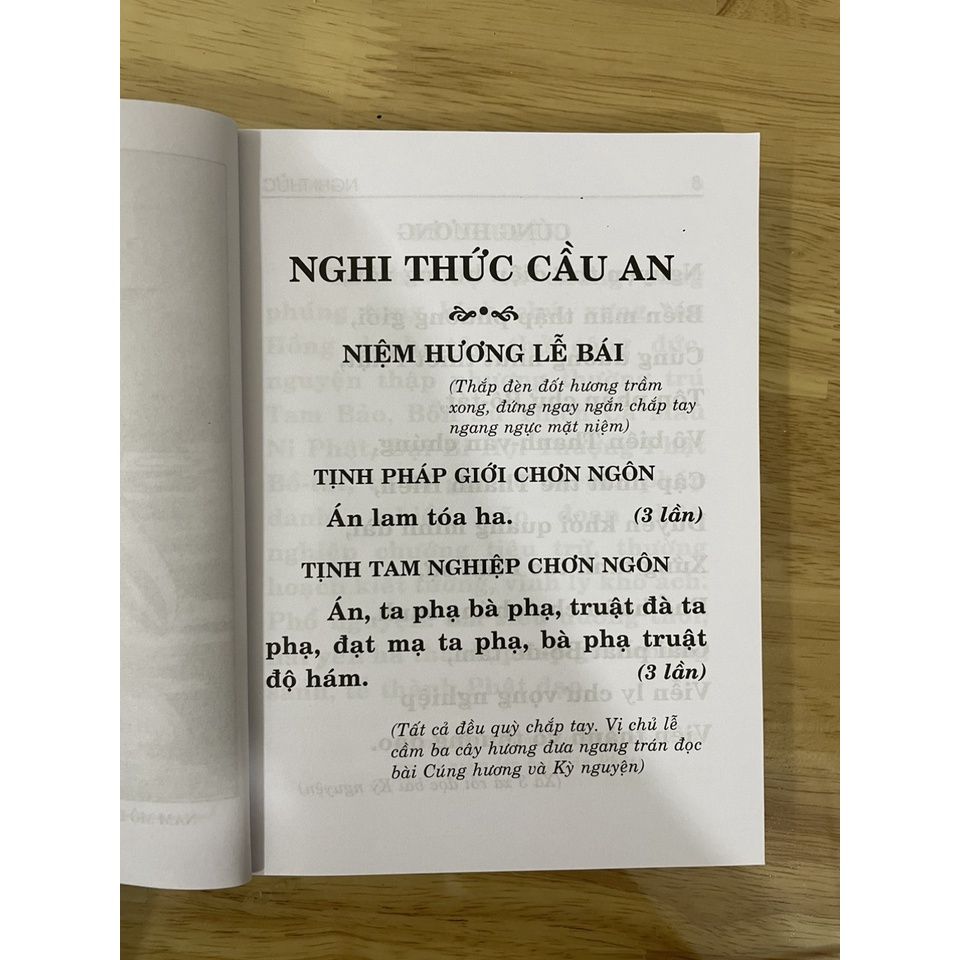 NGHI THỨC CẦU AN
NIỆM HƯƠNG LỄ BÁI
(Thắp đèn đốt hương trầm
xong, đứng ngay ngắn chắp tay
ngang ngực mặt niệm)
TỊNH PHÁP GIỚI CHƠN NGÔN
Án lam tóa ha. (3 lần)
TỊNH TAM NGHIỆP CHƠN NGÔN
Án, ta phạ bà phạ, truật đà ta
phạ, đạt mạ ta phạ, bà phạ truật
độ hám. (3 lần)
(Tất cả đều quỳ chắp tay. Vị chủ lễ
cầm ba cây hương đưa ngang trán đọc
bài Cúng hương và Kỳ nguyện)